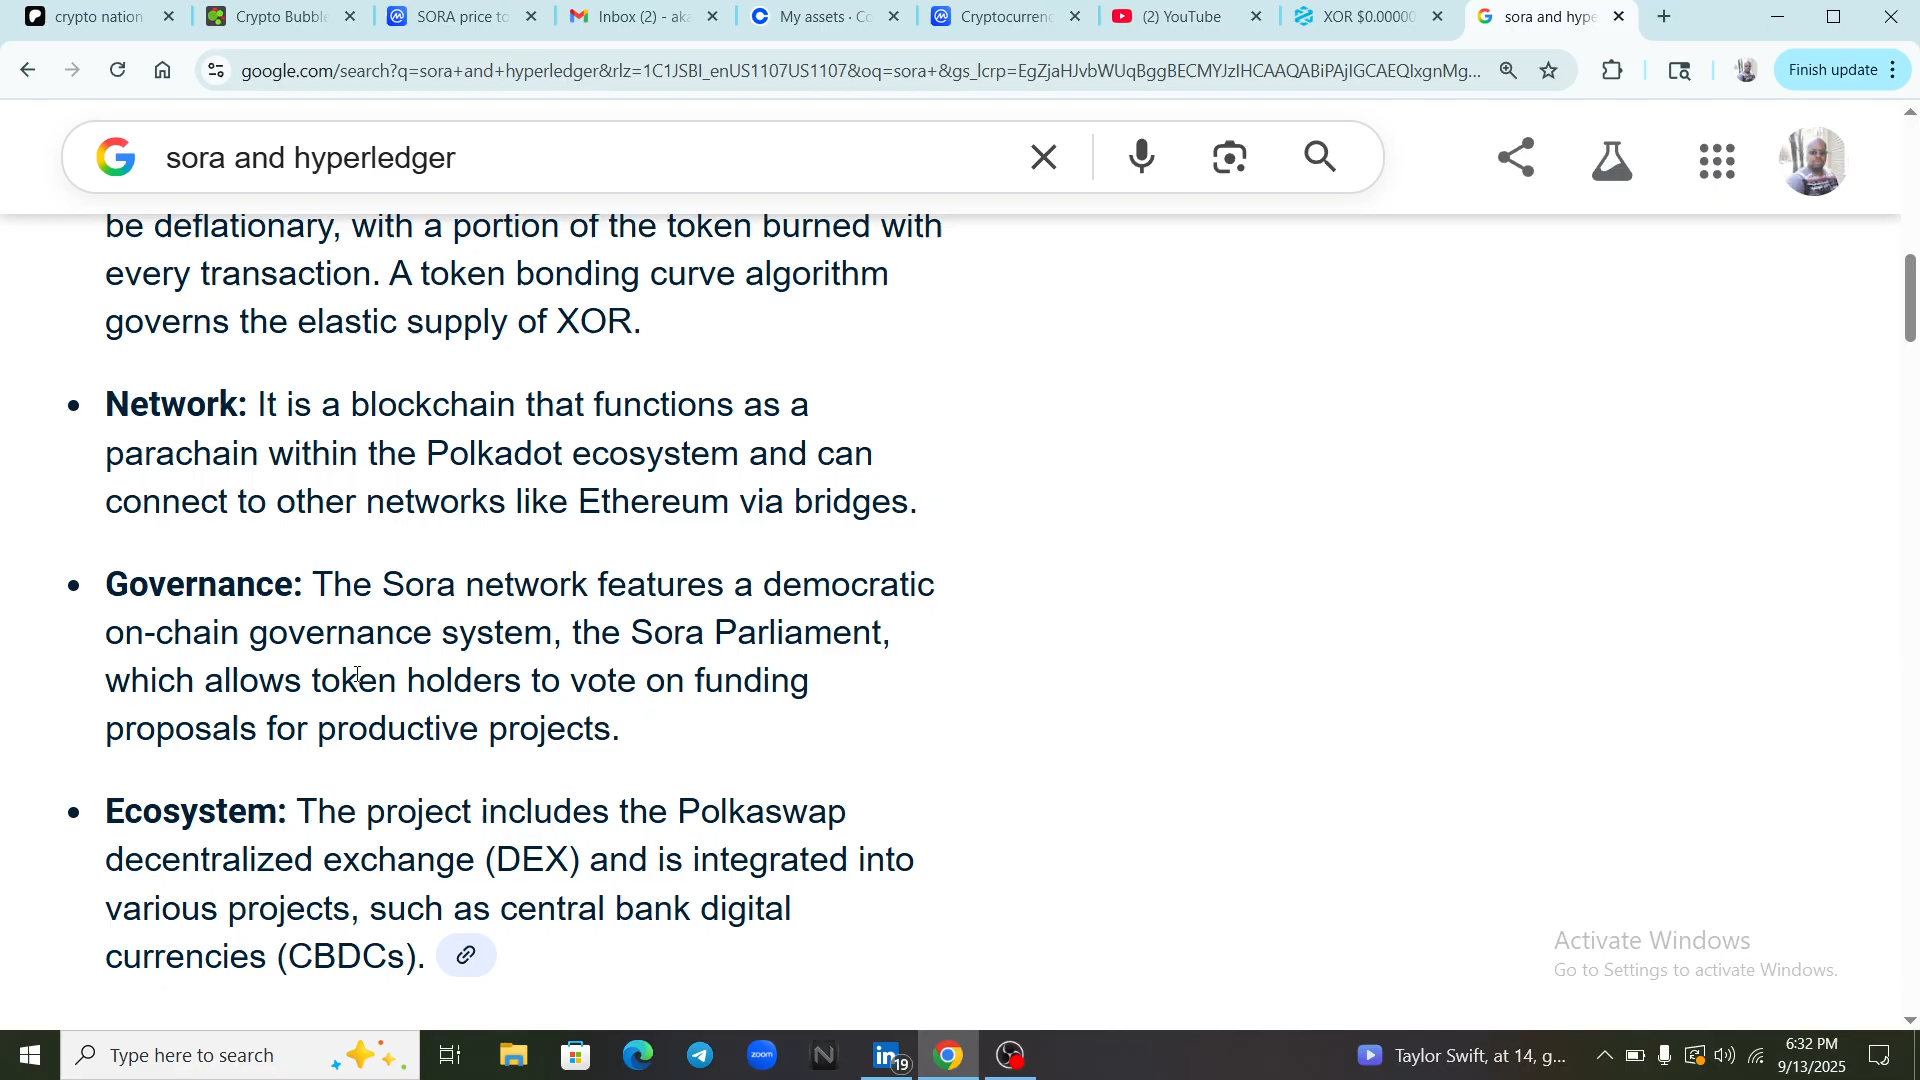 crypto nation
Crypto Bubbl
SORA price to
Inbox (2) - aka
My assets · Co
Cryptocurrenc
(2) YouTube
XOR $0.00000
sora and hype
google.com/search?q=sora+and+hyperledger&rlz=1C1JSBI_enUS1107US1107&oq=sora+&gs_lcrp=EgZjaHJvbWUqBggBECMYJzIHCAAQABiPAjIGCAEQIxgnMg...
Finish update
sora and hyperledger
be deflationary, with a portion of the token burned with
every transaction. A token bonding curve algorithm
governs the elastic supply of XOR.
• Network: It is a blockchain that functions as a
parachain within the Polkadot ecosystem and can
connect to other networks like Ethereum via bridges.
• Governance: The Sora network features a democratic
on-chain governance system, the Sora Parliament,
which allows token holders to vote on funding
proposals for productive projects.
• Ecosystem: The project includes the Polkaswap
decentralized exchange (DEX) and is integrated into
various projects, such as central bank digital
currencies (CBDCs).
Activate Windows
Go to Settings to activate Windows.
Type here to search
zoom
19
Taylor Swift, at 14, g...
6:32 PM
9/13/2025